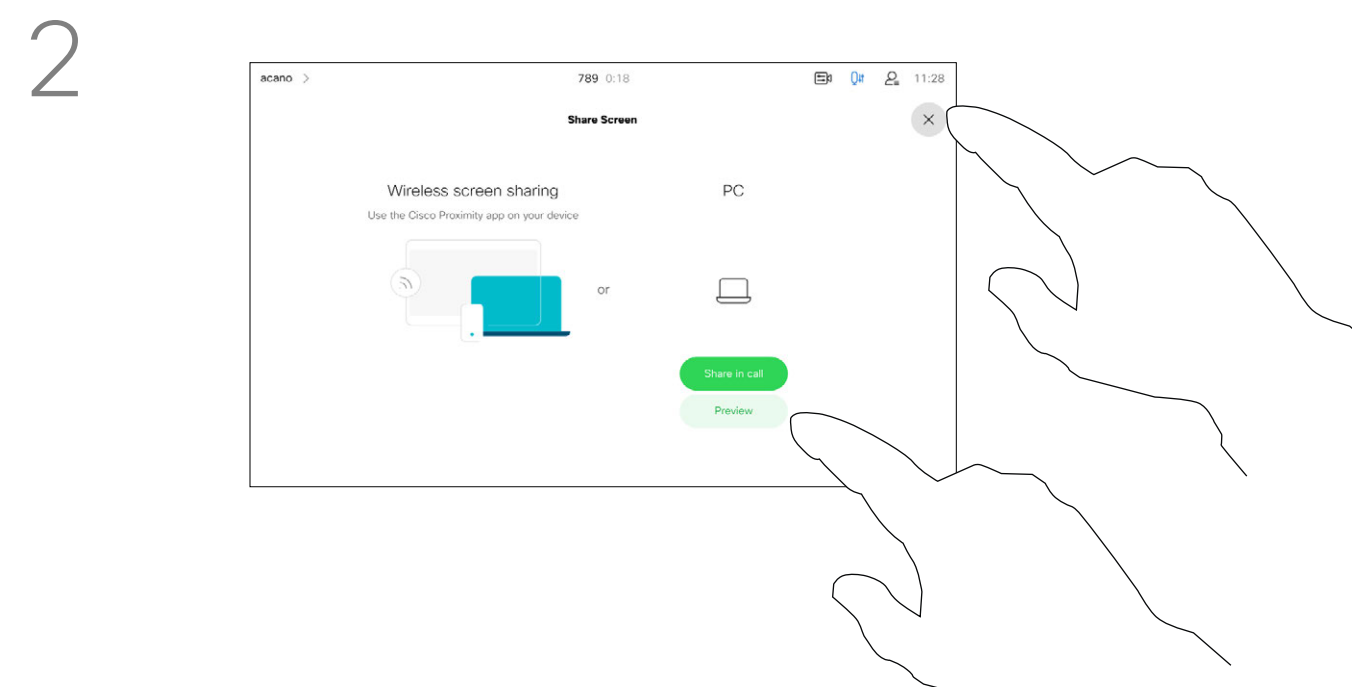 2
acano >
789 0:18
11:28
Share Screen
Wireless screen sharing
Use the Cisco Proximity app on your device
or
PC
Share in call
Preview